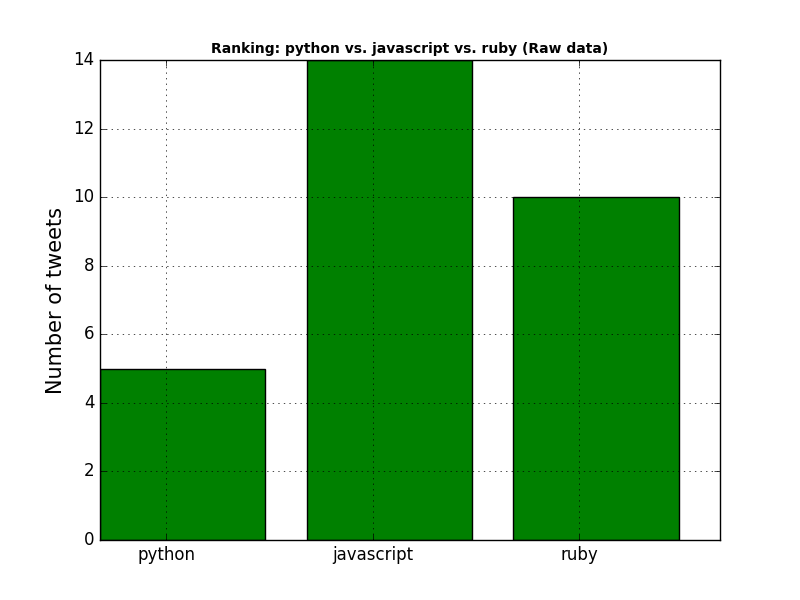 Ranking: python vs. javascript vs. ruby (Raw data)
14
12
10
8
6
4
2
0
Number of tweets
python javascript ruby